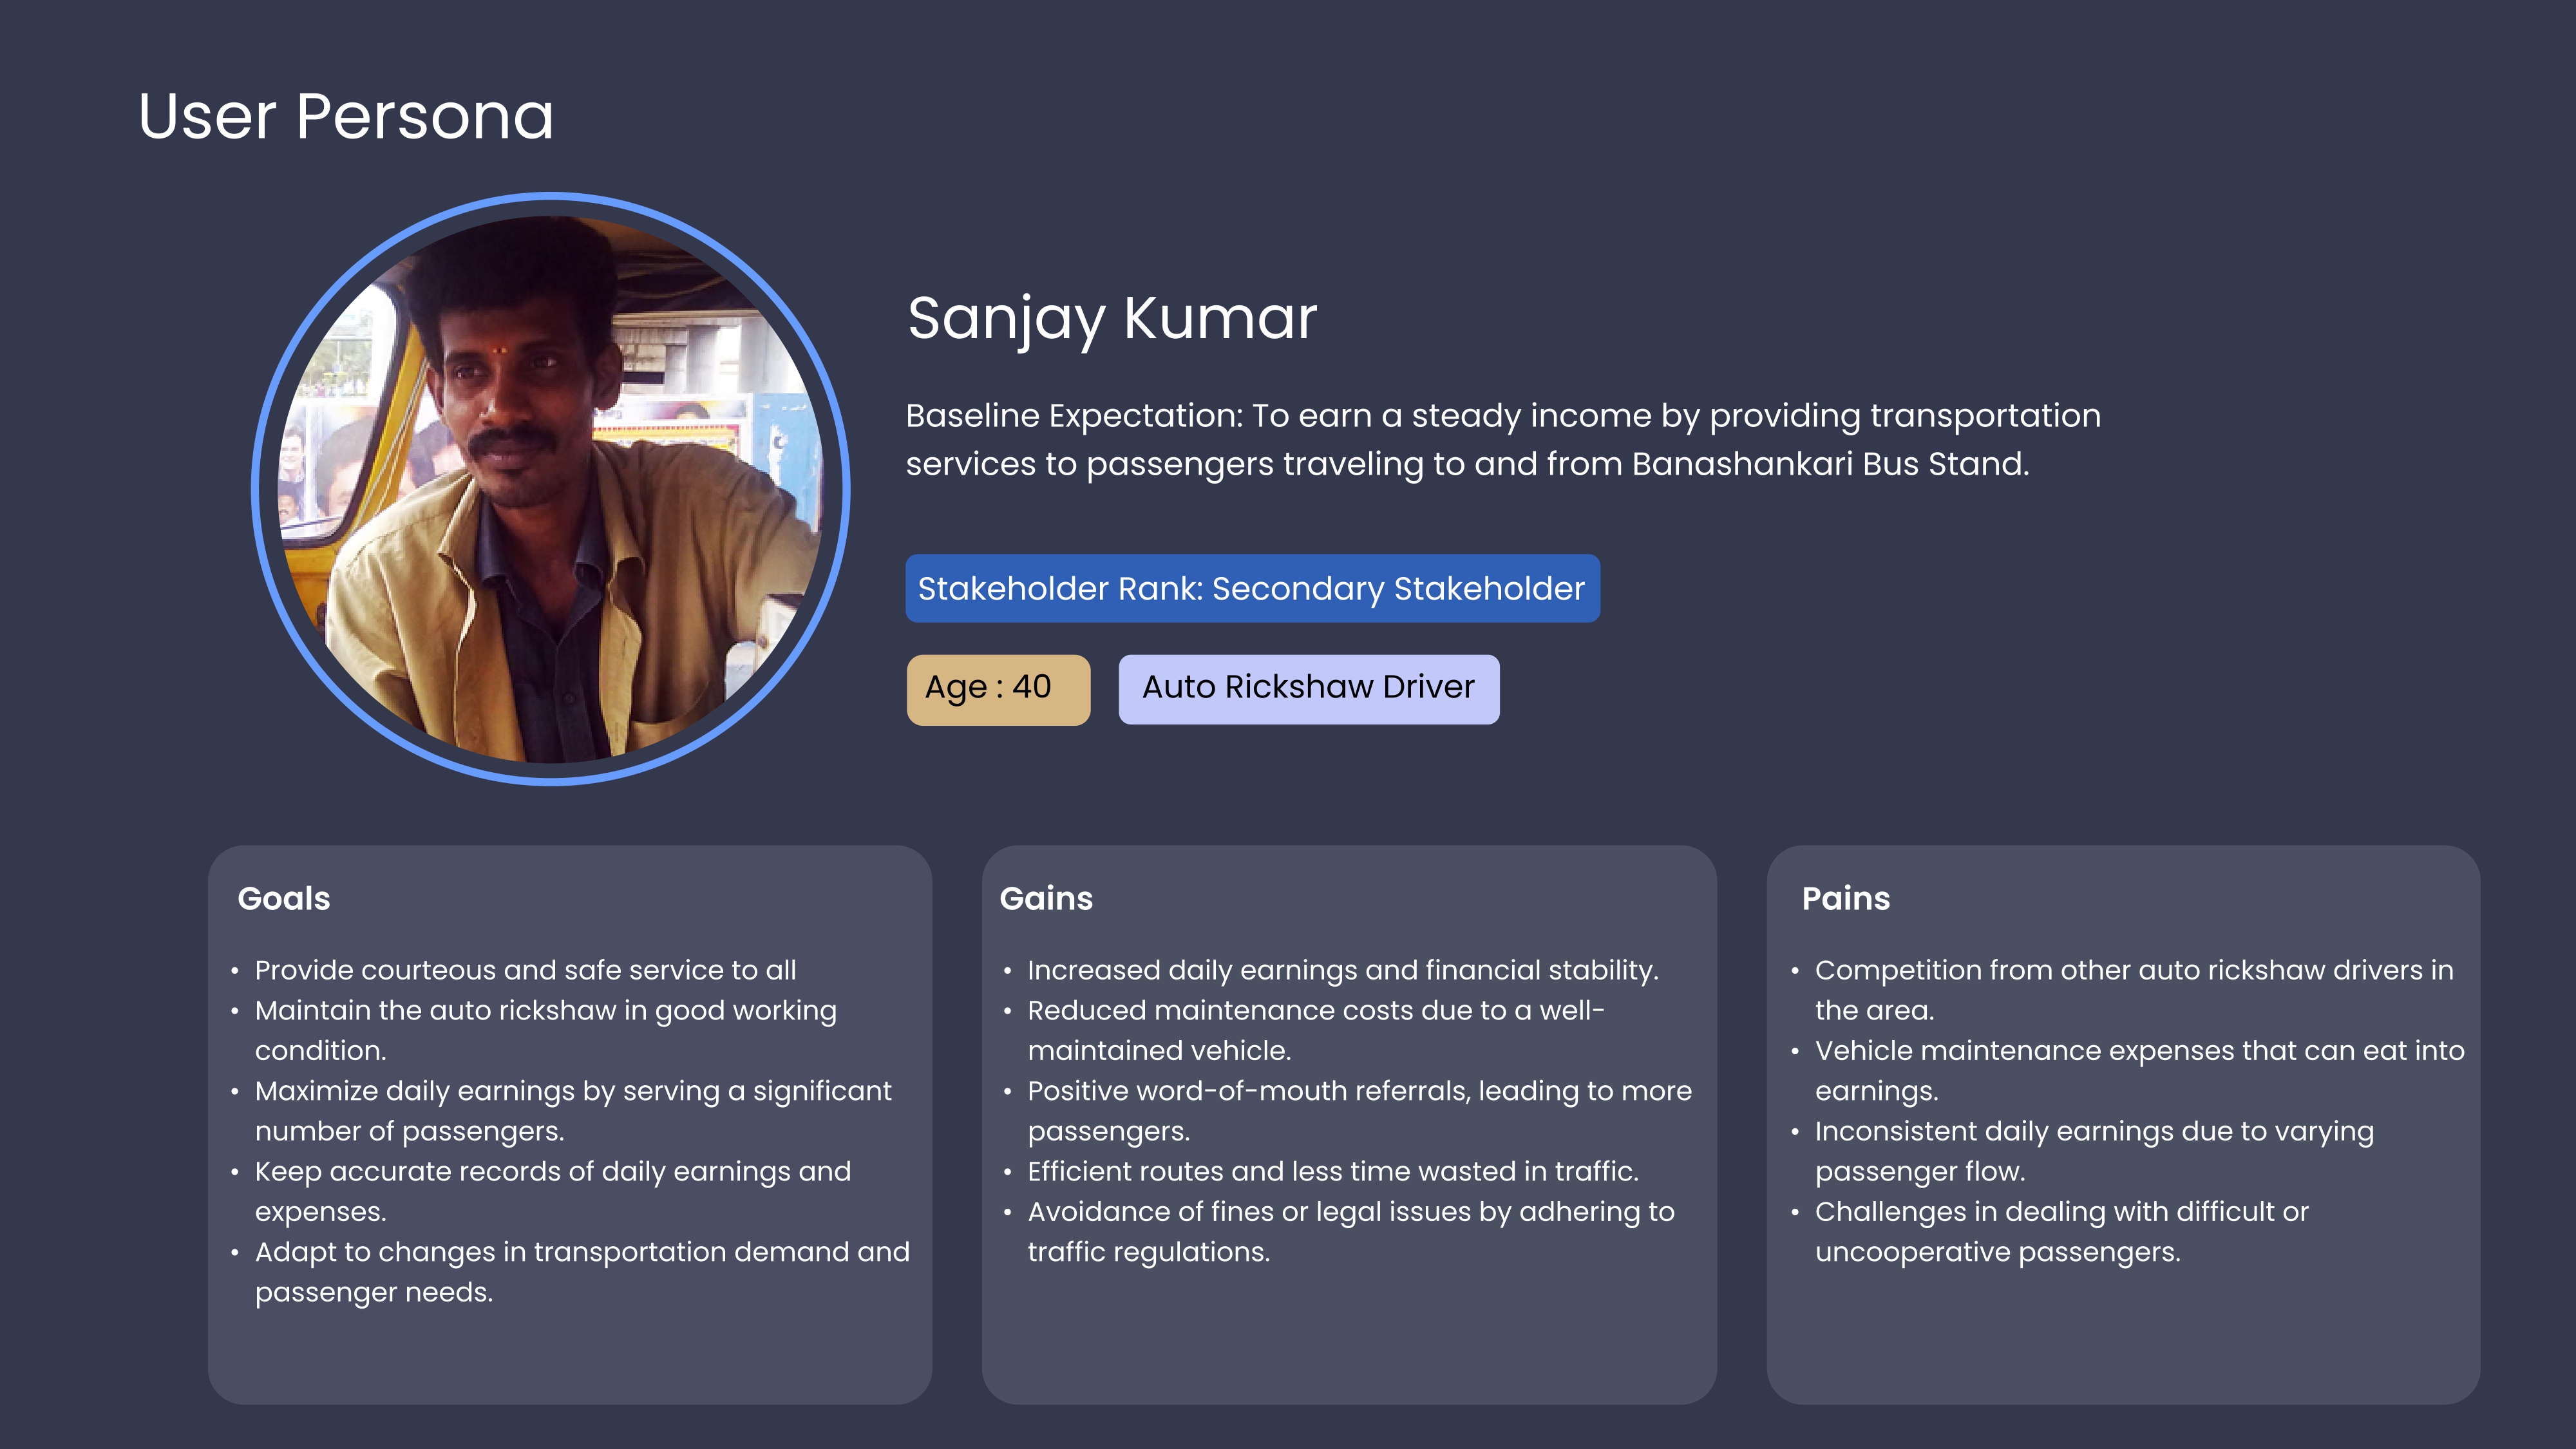 User Persona
Sanjay Kumar
Baseline Expectation: To earn a steady income by providing transportation
services to passengers traveling to and from Banashankari Bus Stand.
Stakeholder Rank: Secondary Stakeholder
Age : 40
Auto Rickshaw Driver
Goals
• Provide courteous and safe service to all
• Maintain the auto rickshaw in good working
condition.
• Maximize daily earnings by serving a significant
number of passengers.
• Keep accurate records of daily earnings and
expenses.
• Adapt to changes in transportation demand and
passenger needs.
Gains
• Increased daily earnings and financial stability.
• Reduced maintenance costs due to a well-
maintained vehicle.
• Positive word-of-mouth referrals, leading to more
passengers.
• Efficient routes and less time wasted in traffic.
• Avoidance of fines or legal issues by adhering to
traffic regulations.
Pains
• Competition from other auto rickshaw drivers in
the area.
• Vehicle maintenance expenses that can eat into
earnings.
• Inconsistent daily earnings due to varying
passenger flow.
• Challenges in dealing with difficult or
uncooperative passengers.